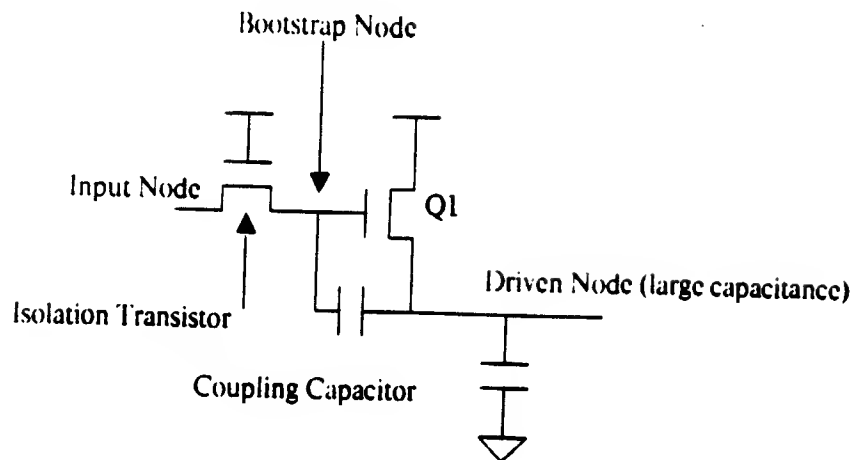 Bootstrap Node
Input Node
Q1
Driven Node (large capacitance)
Isolation Transistor
Coupling Capacitor